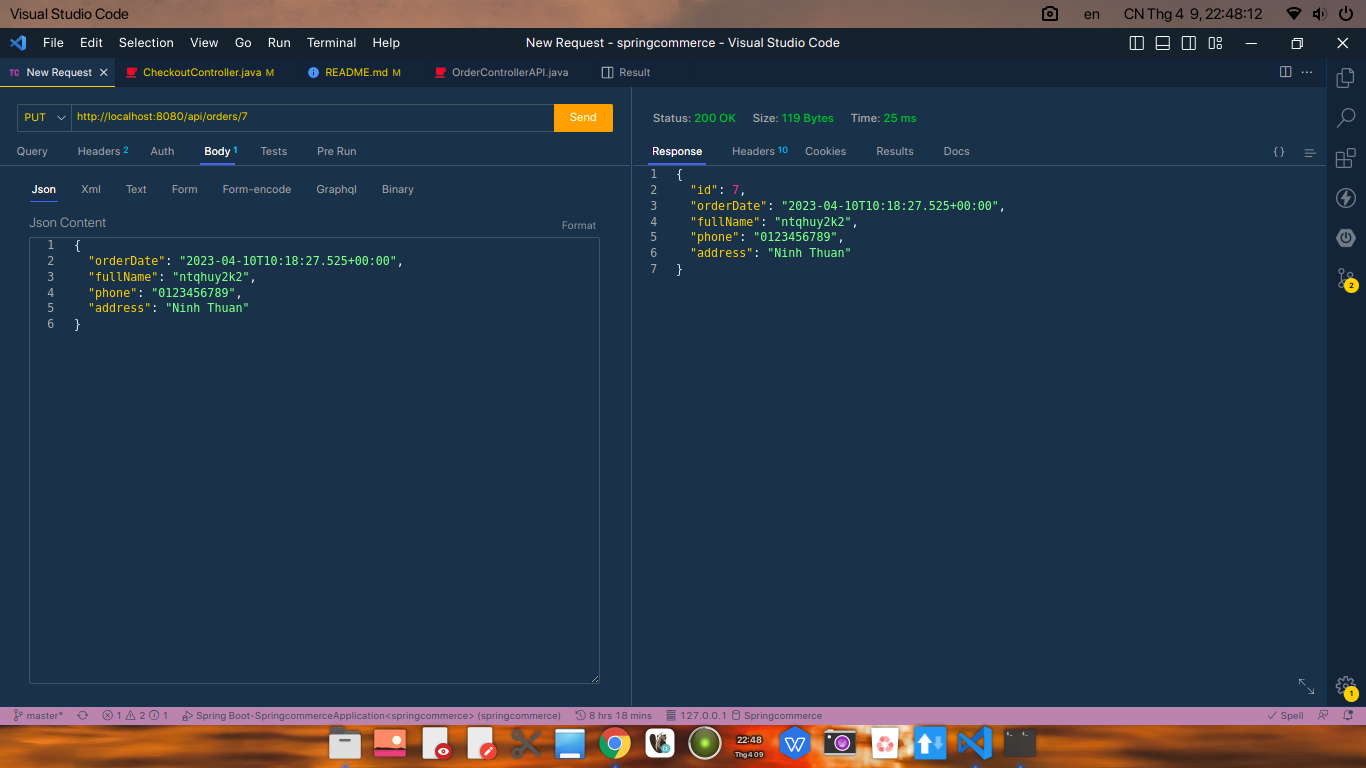 Visual Studio Code
en CN Thg 4 9, 22:48:12
File Edit Selection View Go Run Terminal Help
New Request - springcommerce - Visual Studio Code
TC New Request CheckoutController.java M README.md M OrderControllerAPI.java Result
PUT http://localhost:8080/api/orders/7 Send
Query Headers 2 Auth Body 1 Tests Pre Run
Json Xml Text Form Form-encode Graphql Binary
Json Content Format
1 {
2 "orderDate": "2023-04-10T10:18:27.525+00:00",
3 "fullName": "ntqhuy2k2",
4 "phone": "0123456789",
5 "address": "Ninh Thuan"
6 }
Status: 200 OK Size: 119 Bytes Time: 25 ms
Response Headers 10 Cookies Results Docs
{ }
1 {
2 "id": 7,
3 "orderDate": "2023-04-10T10:18:27.525+00:00",
4 "fullName": "ntqhuy2k2",
5 "phone": "0123456789",
6 "address": "Ninh Thuan"
7 }
2
1
master* 1 2 1 Spring Boot-SpringcommerceApplication<springcommerce> (springcommerce) 8 hrs 18 mins 127.0.0.1 Springcommerce Spell
22:48
Thg4 09
W